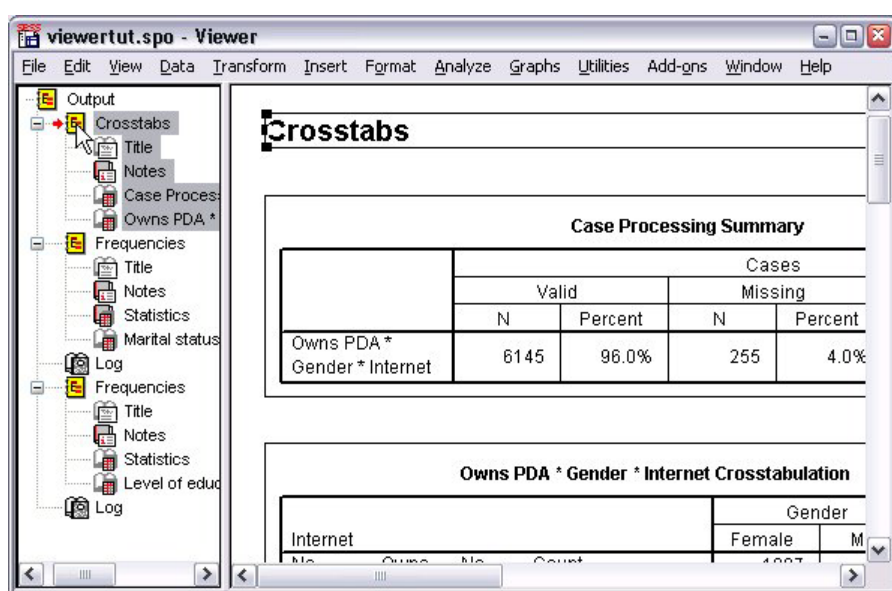 viewertut.spo - Viewer
File Edit View Data Transform Insert Format Analyze Graphs Utilities Add-ons Window Help
Output
Crosstabs
Title
Notes
Case Process
Owns PDA *
Frequencies
Title
Notes
Statistics
Marital status
Log
Frequencies
Title
Notes
Statistics
Level of educ
Log
Crosstabs
Case Processing Summary
Cases
Valid Missing
N Percent N Percent
Owns PDA *
Gender * Internet 6145 96.0% 255 4.0%
Owns PDA * Gender * Internet Crosstabulation
Gender
Internet Female M